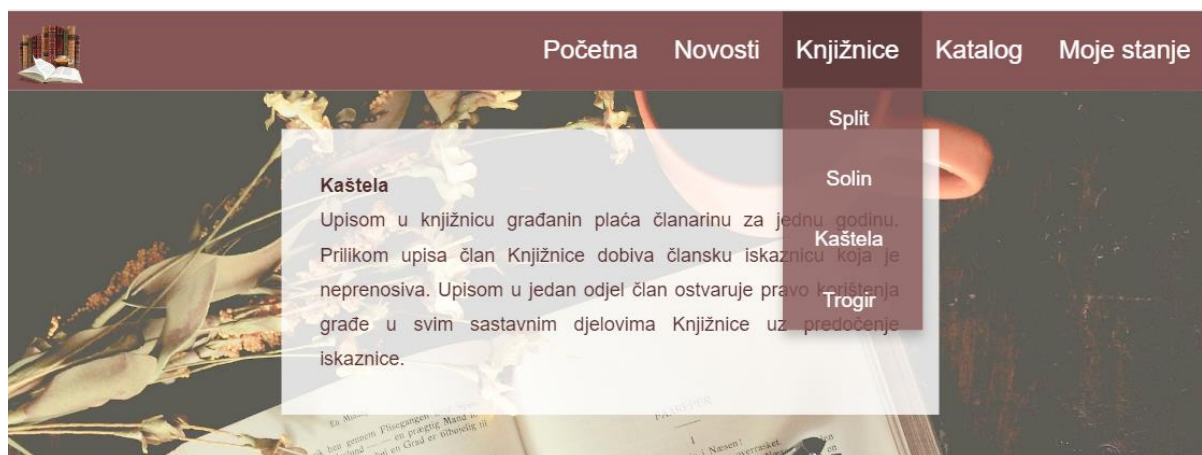 Početna Novosti Knjižnice Katalog Moje stanje
Split
Solin
Kaštela
Trogir
Kaštela
Upisom u knjižnicu građanin plaća članarinu za jednu godinu.
Prilikom upisa član Knjižnice dobiva člansku iskaznicu koja je
neprenosiva. Upisom u jedan odjel član ostvaruje pravo korištenja
građe u svim sastavnim djelovima Knjižnice uz predočenje
iskaznice.